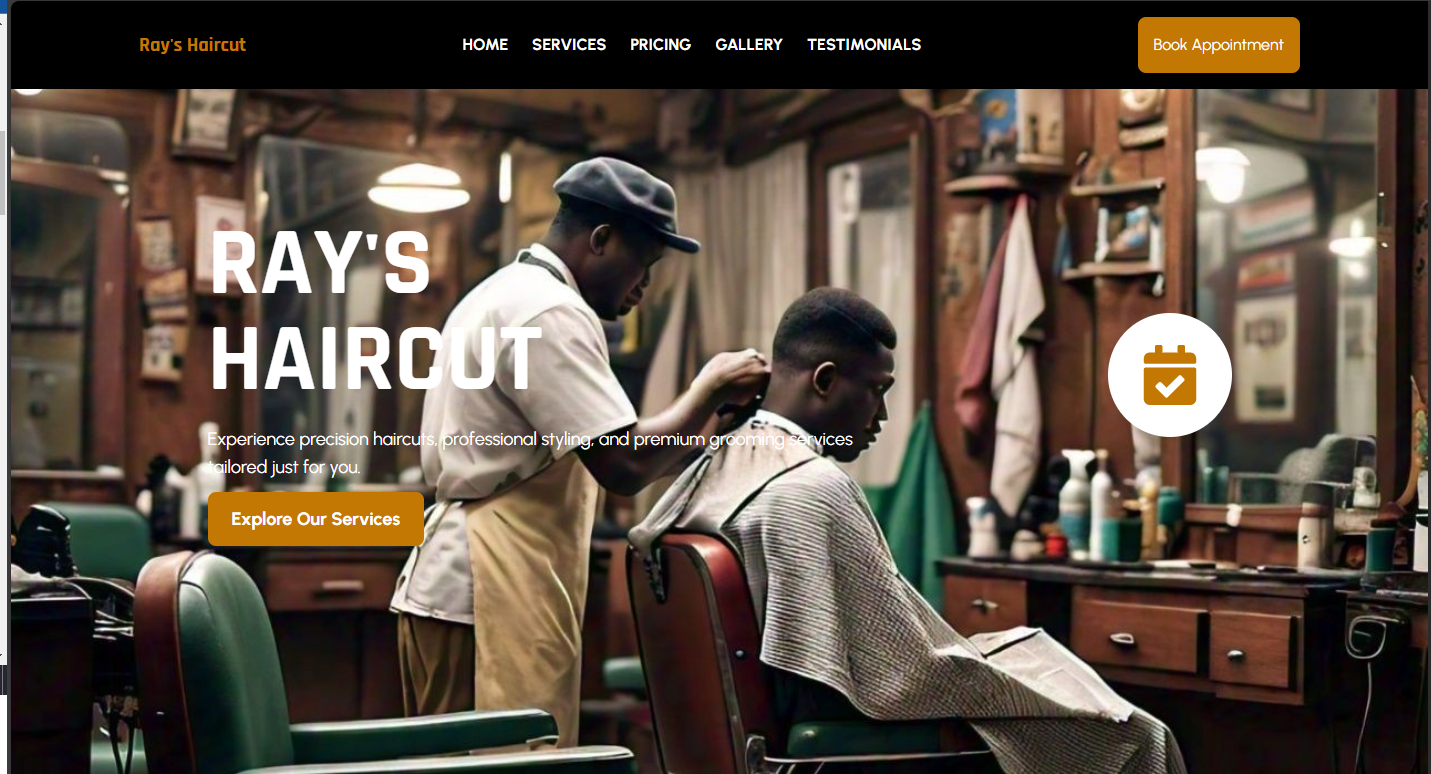 Ray's Haircut
HOME
SERVICES
PRICING
GALLERY
TESTIMONIALS
Book Appointment
RAY'S
HAIRCUT
Experience precision haircuts, professional styling, and premium grooming services
tailored just for you.
Explore Our Services